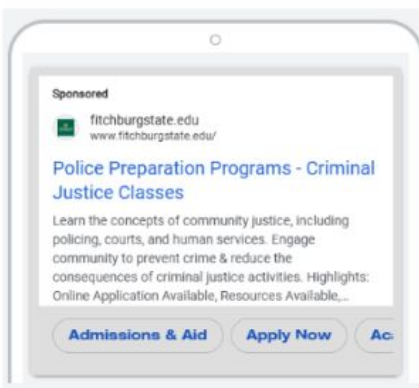 Sponsored
fitchburgstate.edu
www.fitchburgstate.edu/
Police Preparation Programs - Criminal
Justice Classes
Learn the concepts of community justice, including
policing, courts, and human services. Engage
community to prevent crime & reduce the
consequences of criminal justice activities. Highlights:
Online Application Available, Resources Available,...
Admissions & Aid Apply Now